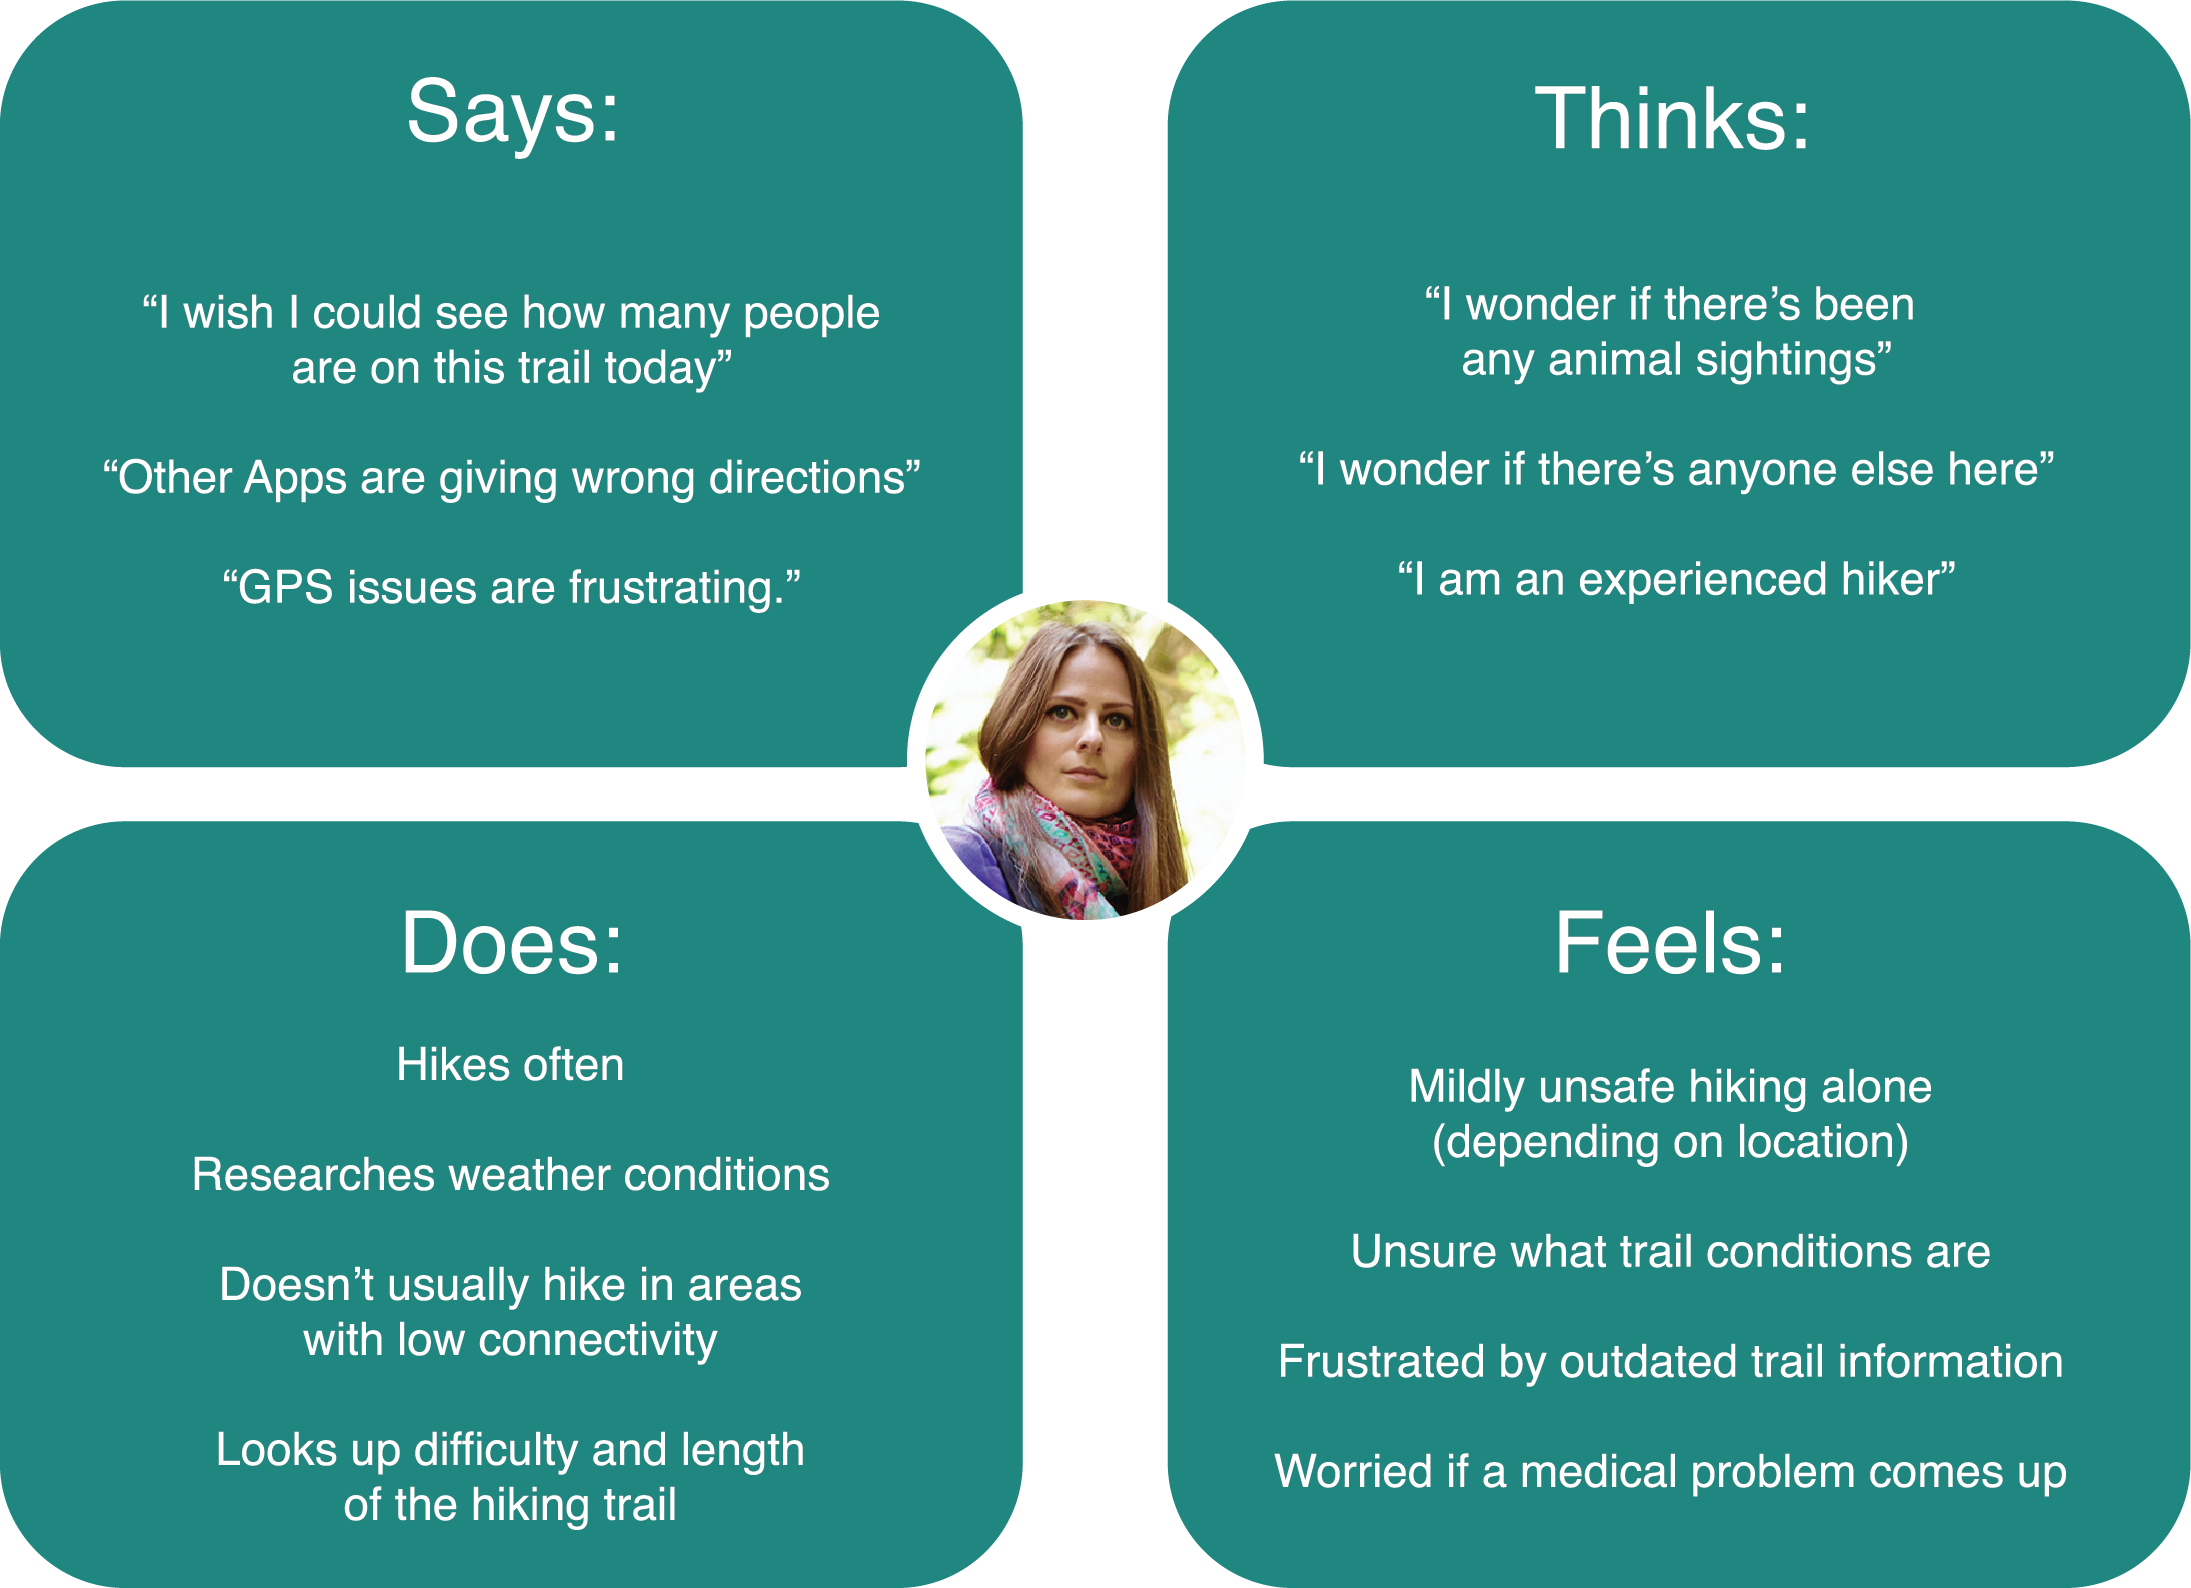 Says:
“I wish I could see how many people
are on this trail today”
“Other Apps are giving wrong directions”
“GPS issues are frustrating.”
Thinks:
“I wonder if there’s been
any animal sightings”
“I wonder if there’s anyone else here”
“I am an experienced hiker”
Does:
Hikes often
Researches weather conditions
Doesn’t usually hike in areas
with low connectivity
Looks up difficulty and length
of the hiking trail
Feels:
Mildly unsafe hiking alone
(depending on location)
Unsure what trail conditions are
Frustrated by outdated trail information
Worried if a medical problem comes up